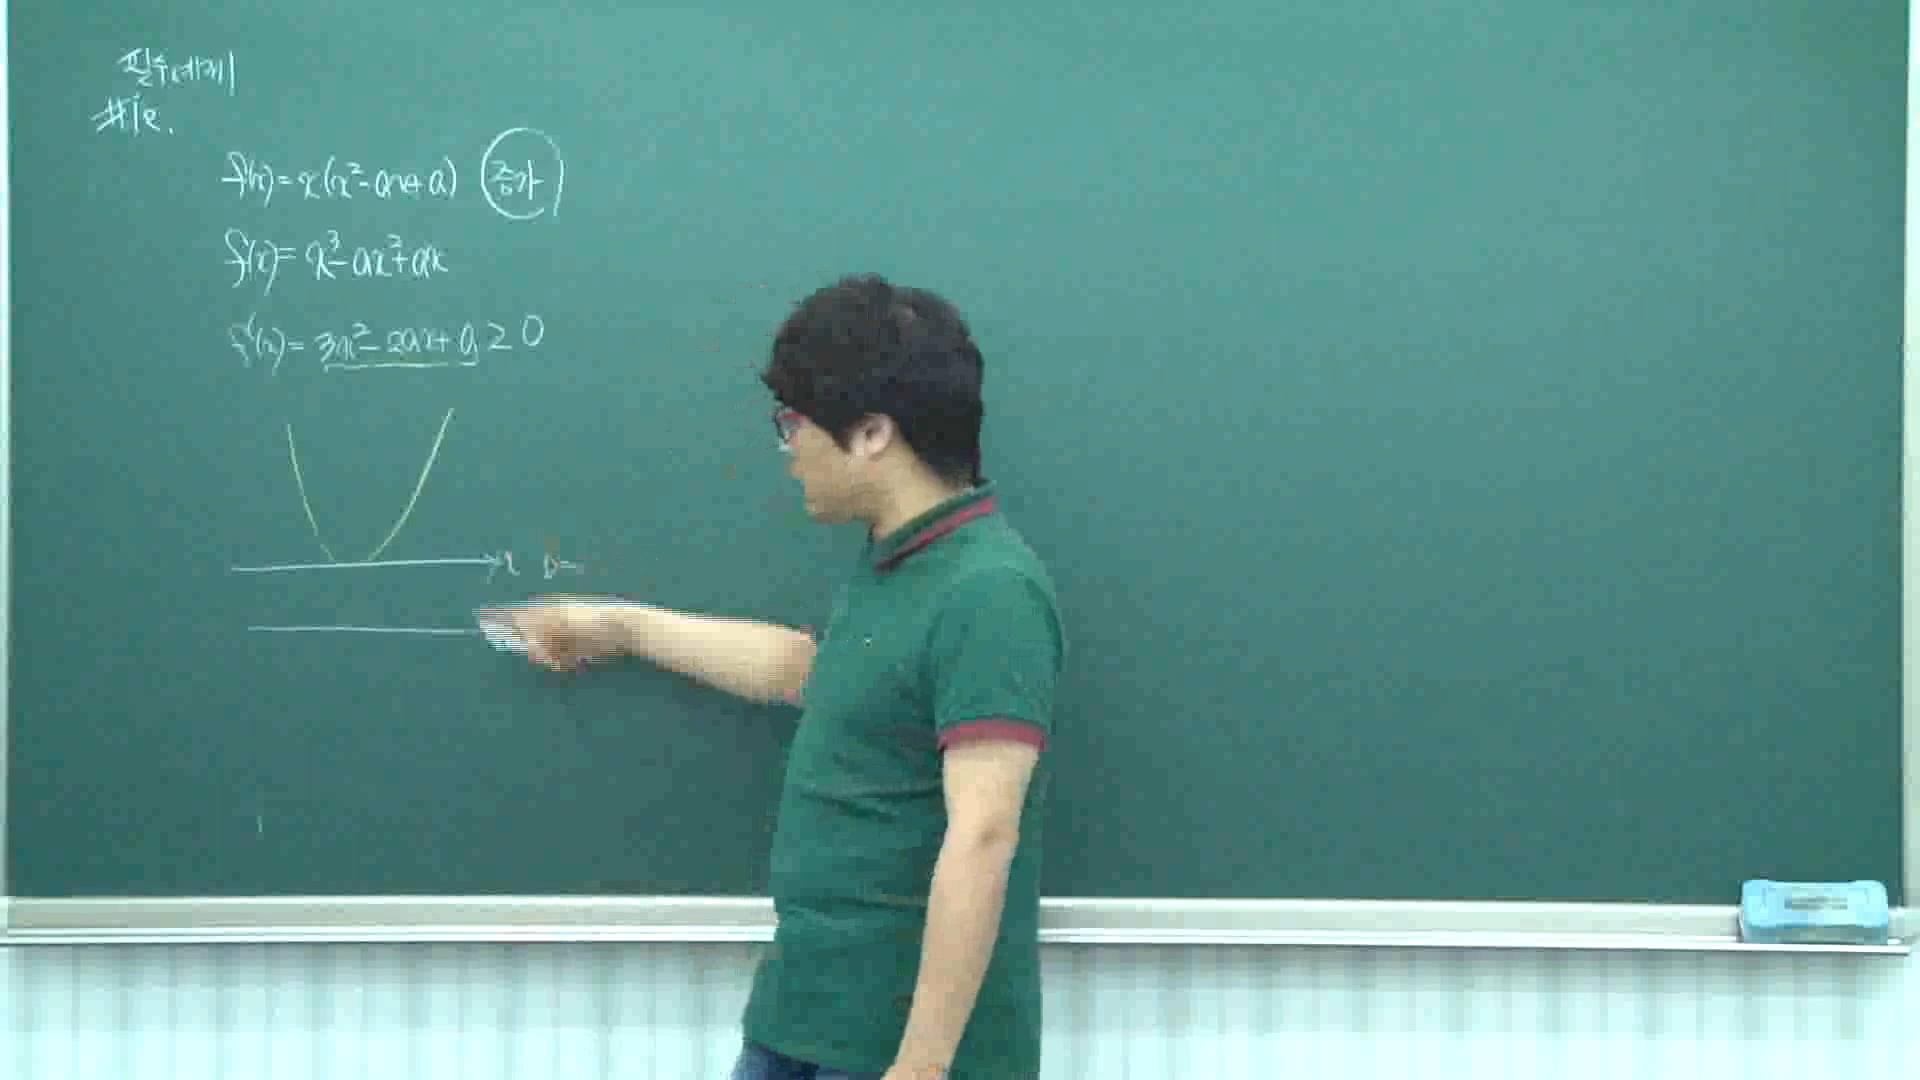 필수예제
#12.
f(x)=x(x²-ax+a) 증가
f(x)=x³-ax²+ax
f'(x)=3x²-2ax+a≥0
x D=